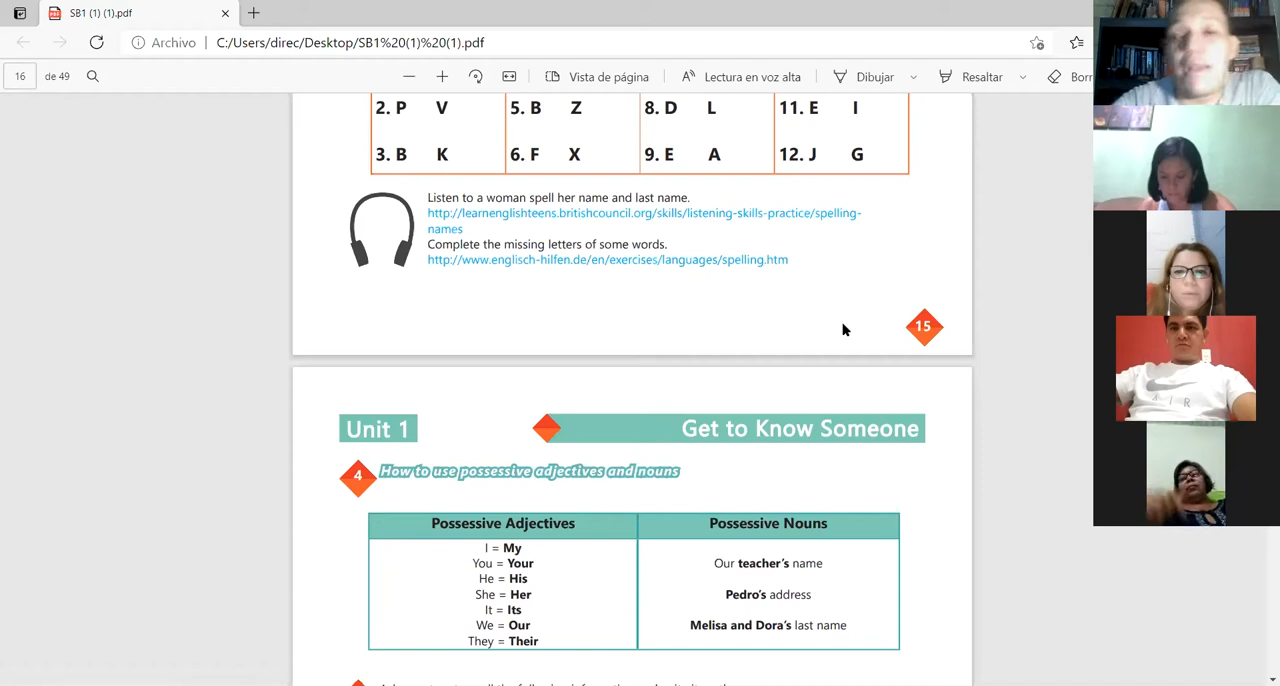 SB1 (1) (1).pdf
Archivo C:/Users/direc/Desktop/SB1%20(1)%20(1).pdf
16 de 49 Vista de página Lectura en voz alta Dibujar Resaltar Borr
2. P V 5. B Z 8. D L 11. E I
3. B K 6. F X 9. E A 12. J G
Listen to a woman spell her name and last name.
http://learnenglishteens.britishcouncil.org/skills/listening-skills-practice/spelling-
names
Complete the missing letters of some words.
http://www.englisch-hilfen.de/en/exercises/languages/spelling.htm
15
Unit 1 Get to Know Someone
4 How to use possessive adjectives and nouns
Possessive Adjectives Possessive Nouns
I = My
You = Your Our teacher's name
He = His
She = Her Pedro's address
It = Its
We = Our Melisa and Dora's last name
They = Their